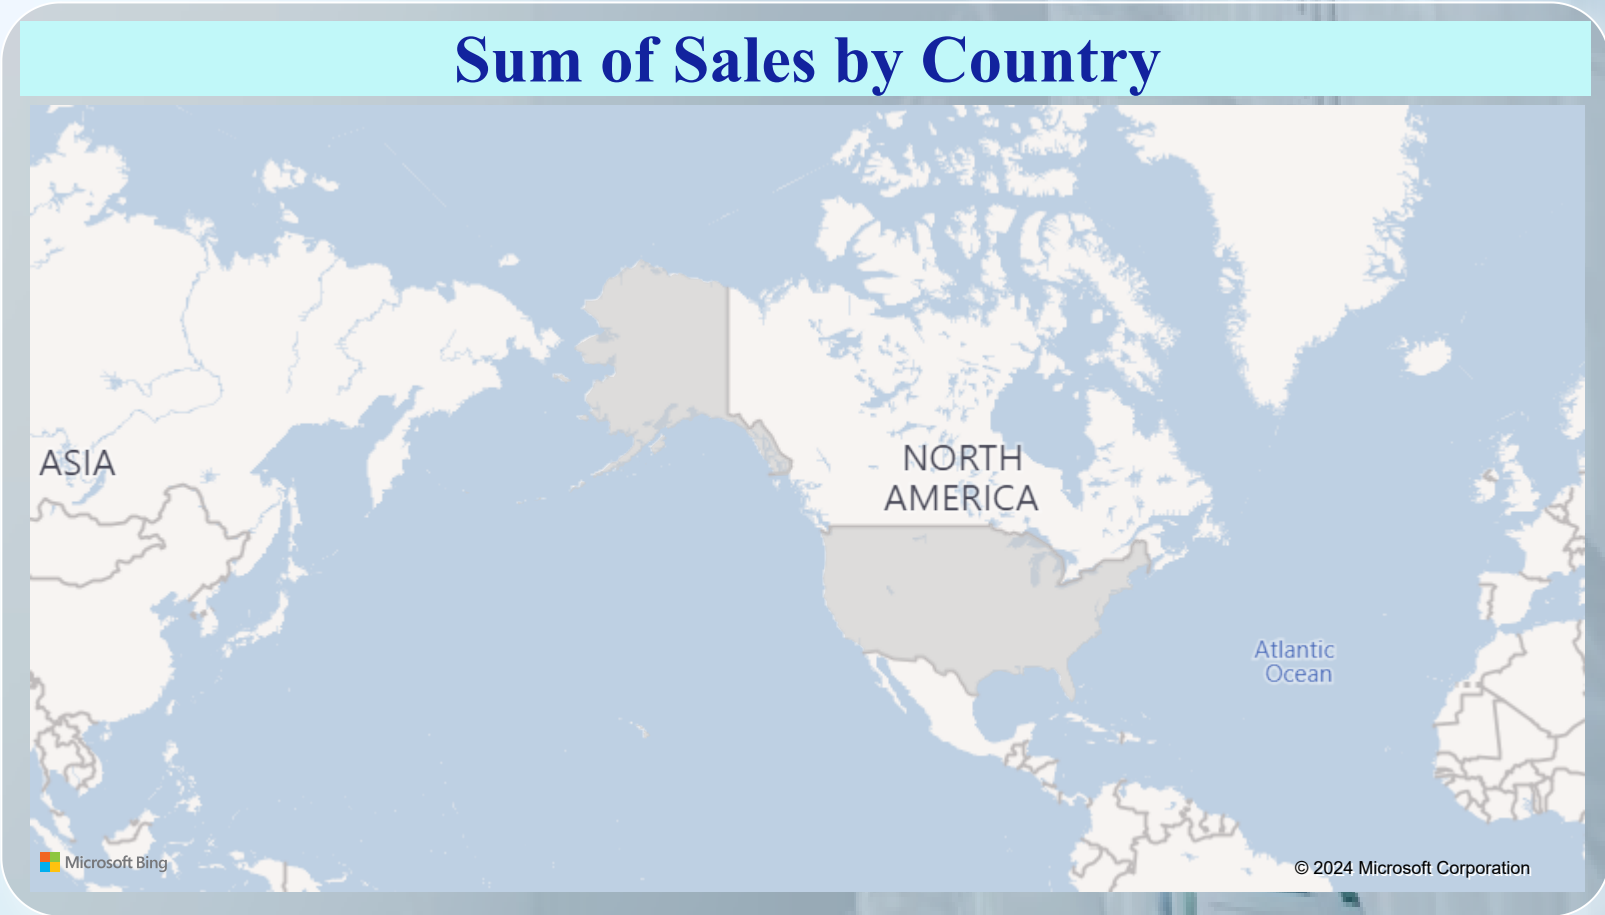 Sum of Sales by Country
ASIA
NORTH
AMERICA
Atlantic
Ocean
Microsoft Bing
© 2024 Microsoft Corporation